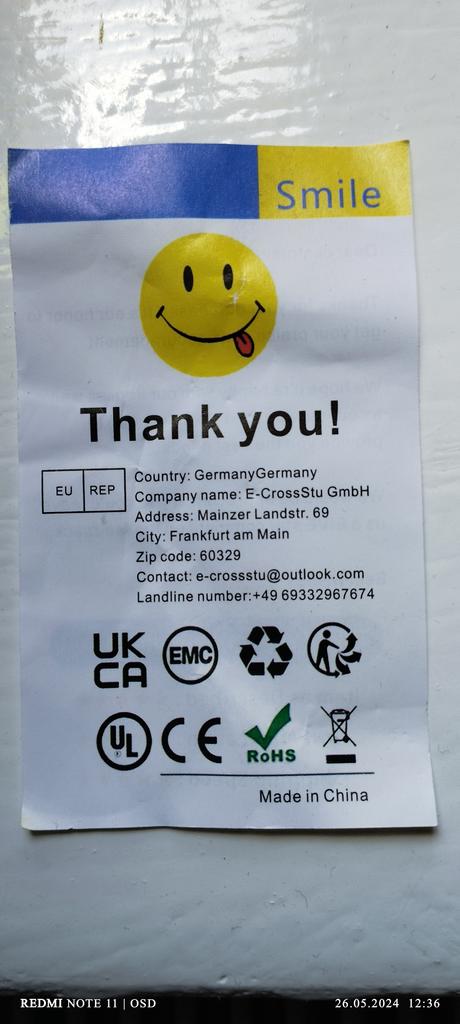 Smile
Thank you!
EU REP
Country: GermanyGermany
Company name: E-CrossStu GmbH
Address: Mainzer Landstr. 69
City: Frankfurt am Main
Zip code: 60329
Contact: e-crossstu@outlook.com
Landline number:+49 69332967674
UK
CA
EMC
UL
CE
RoHS
Made in China
REDMI NOTE 11 | OSD
26.05.2024 12:36